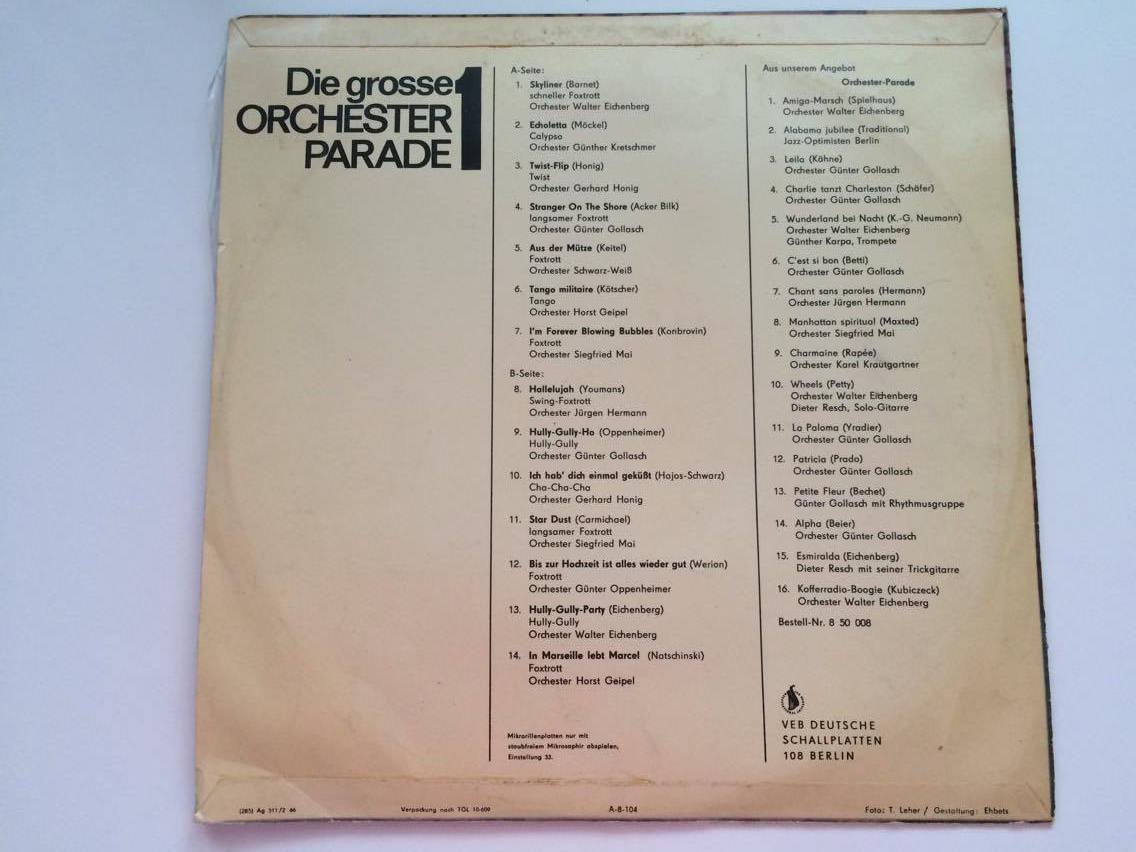 Die grosse
ORCHESTER
PARADE
1
A-Seite:
1. Skyliner (Barnet)
schneller Foxtrott
Orchester Walter Eichenberg
2. Echoletta (Möckel)
Calypso
Orchester Günther Kretschmer
3. Twist-Flip (Honig)
Twist
Orchester Gerhard Honig
4. Stranger On The Shore (Acker Bilk)
langsamer Foxtrott
Orchester Günter Gollasch
5. Aus der Mütze (Keitel)
Foxtrott
Orchester Schwarz-Weiß
6. Tango militaire (Kötscher)
Tango
Orchester Horst Geipel
7. I'm Forever Blowing Bubbles (Konbrovin)
Foxtrott
Orchester Siegfried Mai
B-Seite:
8. Hallelujah (Youmans)
Swing-Foxtrott
Orchester Jürgen Hermann
9. Hully-Gully-Ho (Oppenheimer)
Hully-Gully
Orchester Günter Gollasch
10. Ich hab' dich einmal geküßt (Hajos-Schwarz)
Cha-Cha-Cha
Orchester Gerhard Honig
11. Star Dust (Carmichael)
langsamer Foxtrott
Orchester Siegfried Mai
12. Bis zur Hochzeit ist alles wieder gut (Werion)
Foxtrott
Orchester Günter Oppenheimer
13. Hully-Gully-Party (Eichenberg)
Hully-Gully
Orchester Walter Eichenberg
14. In Marseille lebt Marcel (Natschinski)
Foxtrott
Orchester Horst Geipel
Mikrorillenplatten nur mit
staubfreiem Mikrosaphir abspielen,
Einstellung 33.
Aus unserem Angebot
Orchester-Parade
1. Amiga-Marsch (Spielhaus)
Orchester Walter Eichenberg
2. Alabama jubilee (Traditional)
Jazz-Optimisten Berlin
3. Leila (Kähne)
Orchester Günter Gollasch
4. Charlie tanzt Charleston (Schäfer)
Orchester Günter Gollasch
5. Wunderland bei Nacht (K.-G. Neumann)
Orchester Walter Eichenberg
Günther Karpa, Trompete
6. C'est si bon (Betti)
Orchester Günter Gollasch
7. Chant sans paroles (Hermann)
Orchester Jürgen Hermann
8. Manhattan spiritual (Maxted)
Orchester Siegfried Mai
9. Charmaine (Rapée)
Orchester Karel Krautgartner
10. Wheels (Petty)
Orchester Walter Eichenberg
Dieter Resch, Solo-Gitarre
11. La Paloma (Yradier)
Orchester Günter Gollasch
12. Patricia (Prado)
Orchester Günter Gollasch
13. Petite Fleur (Bechet)
Günter Gollasch mit Rhythmusgruppe
14. Alpha (Beier)
Orchester Günter Gollasch
15. Esmiralda (Eichenberg)
Dieter Resch mit seiner Trickgitarre
16. Kofferradio-Boogie (Kubiczeck)
Orchester Walter Eichenberg
Bestell-Nr. 8 50 008
VEB DEUTSCHE
SCHALLPLATTEN
108 BERLIN
(285) Ag 511/2 66
Verpackung nach TGL 10-609
A-8-104
Foto: T. Leher / Gestaltung: Ehbets